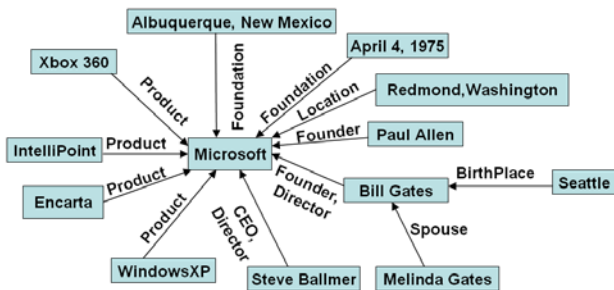 Albuquerque, New Mexico
April 4, 1975
Xbox 360
Product
Foundation
Foundation
Location
Redmond,Washington
Founder
Paul Allen
IntelliPoint
Product
Microsoft
Product
Encarta
Founder,
Director
BirthPlace
Seattle
Bill Gates
Product
CEO,
Director
Spouse
WindowsXP
Steve Ballmer
Melinda Gates